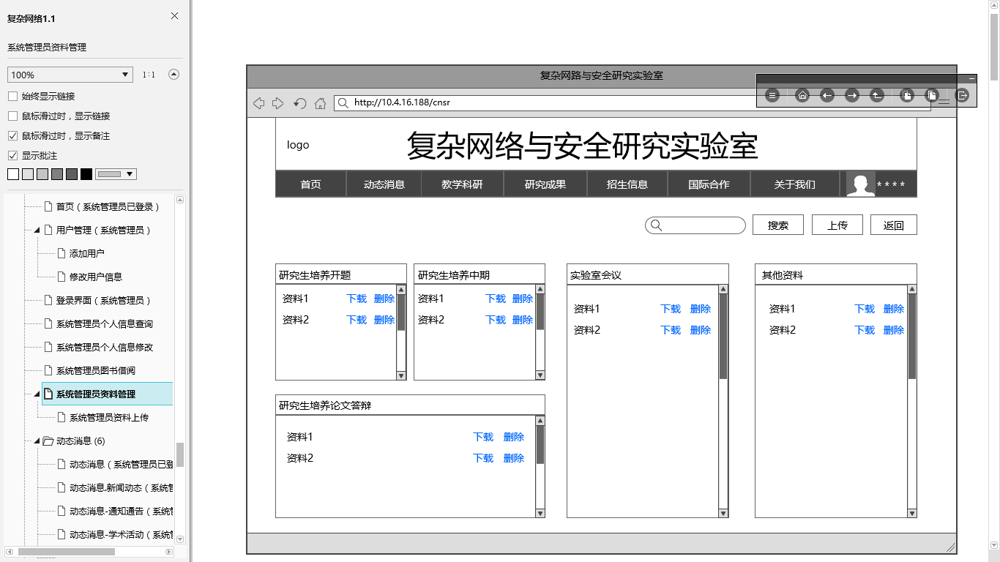 复杂网络1.1
系统管理员资料管理
100%
1:1
始终显示链接
鼠标滑过时，显示链接
鼠标滑过时，显示备注
显示批注
首页（系统管理员已登录）
用户管理（系统管理员）
添加用户
修改用户信息
登录界面（系统管理员）
系统管理员个人信息查询
系统管理员个人信息修改
系统管理员图书借阅
系统管理员资料管理
系统管理员资料上传
动态消息 (6)
动态消息（系统管理员已登
动态消息.新闻动态（系统管
动态消息-通知通告（系统管
动态消息-学术活动（系统管
复杂网路与安全研究实验室
http://10.4.16.188/cnsr
logo
复杂网络与安全研究实验室
首页 动态消息 教学科研 研究成果 招生信息 国际合作 关于我们 ****
搜索 上传 返回
研究生培养开题
资料1 下载 删除
资料2 下载 删除
研究生培养中期
资料1 下载 删除
资料2 下载 删除
实验室会议
资料1 下载 删除
资料2 下载 删除
其他资料
资料1 下载 删除
资料2 下载 删除
研究生培养论文答辩
资料1 下载 删除
资料2 下载 删除